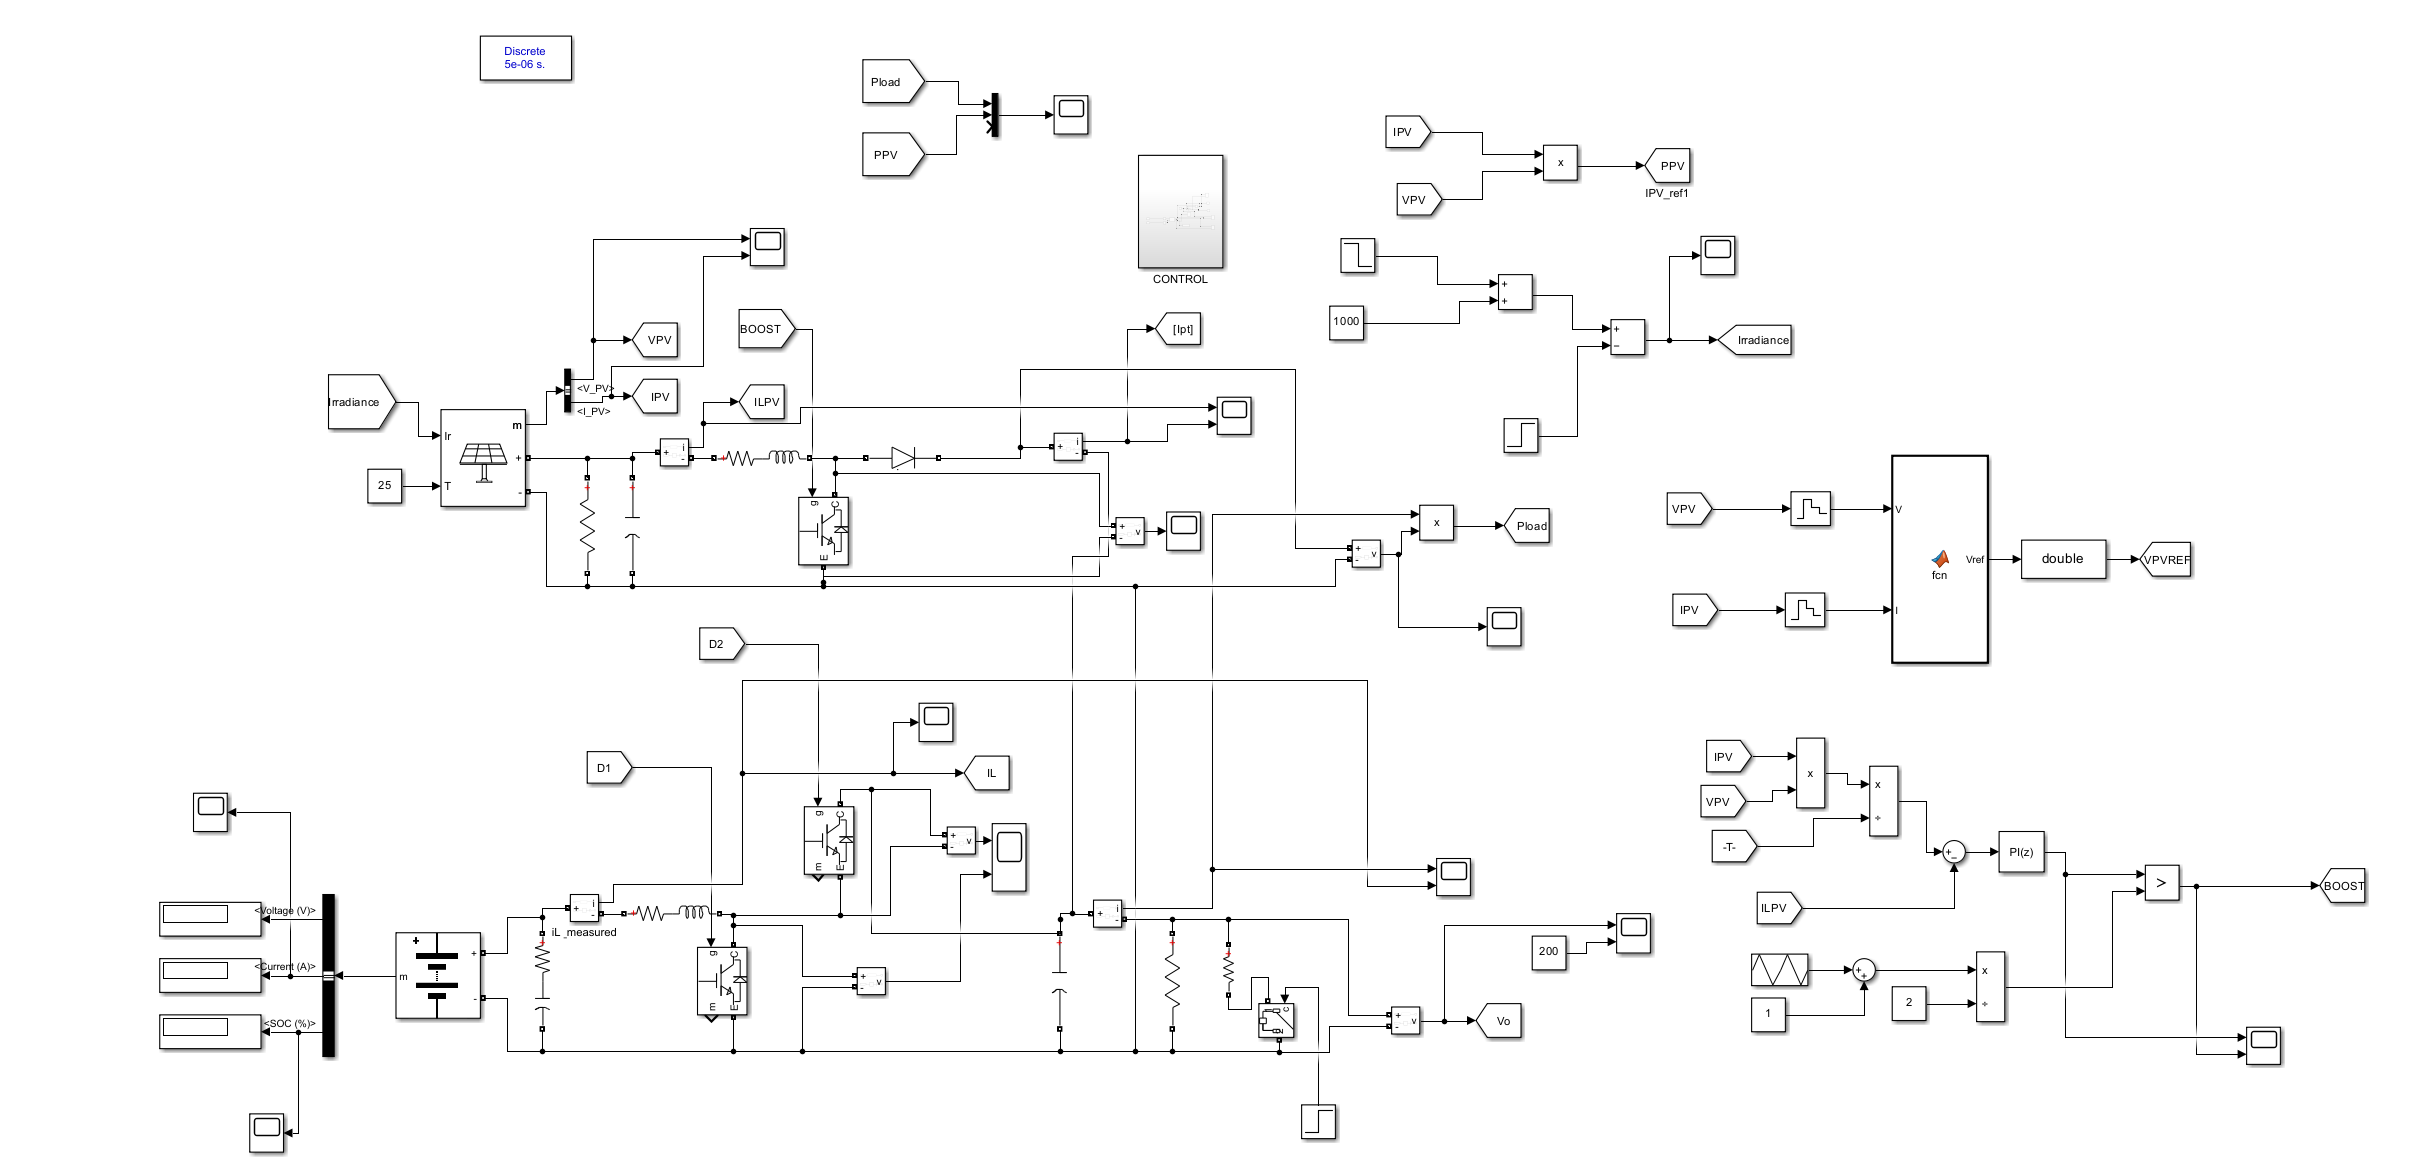 Discrete
5e-06 s.
Pload
PPV
CONTROL
IPV
VPV
x
PPV
IPV_ref1
1000
+
+
+
−
Irradiance
VPV
IPV
<V_PV>
<I_PV>
BOOST
ILPV
[Ipt]
Irradiance
25
Ir
T
m
+
-
+
i
-
g
C
E
+
i
-
+
-
v
+
-
v
x
Pload
VPV
IPV
V
I
fcn
Vref
double
VPVREF
D2
D1
IL
g
C
m
E
+
-
v
<Voltage (V)>
<Current (A)>
<SOC (%)>
m
+
+
-
+
i
-
iL_measured
g
C
m
E
+
-
v
+
i
-
c
1
2
+
-
v
Vo
200
IPV
VPV
-T-
ILPV
x
x
÷
+
−
PI(z)
>
BOOST
1
+
+
2
x
÷